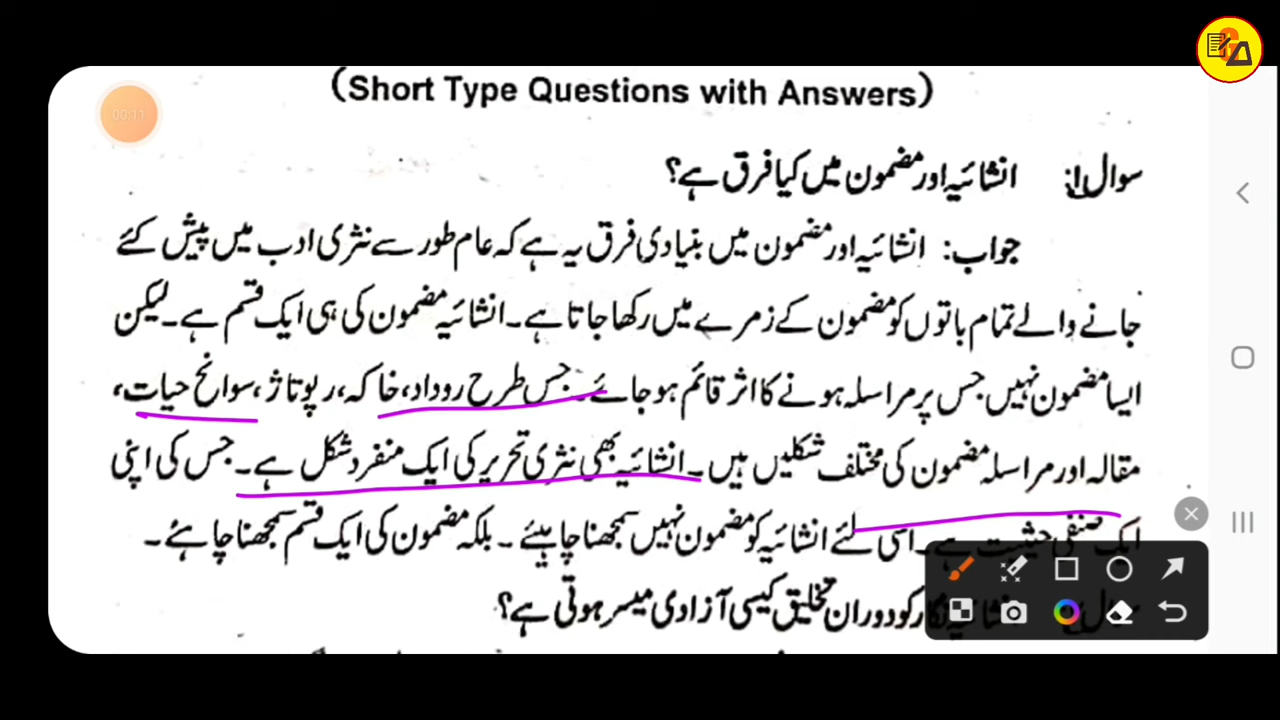 00:11
(Short Type Questions with Answers)
سوال ۱: انشائیہ اور مضمون میں کیا فرق ہے؟
جواب: انشائیہ اور مضمون میں بنیادی فرق یہ ہے کہ عام طور سے نثری ادب میں پیش کئے
جانے والے تمام باتوں کو مضمون کے زمرے میں رکھا جاتا ہے۔ انشائیہ مضمون کی ہی ایک قسم ہے۔ لیکن
ایسا مضمون نہیں جس پر مراسلہ ہونے کا اثر قائم ہو جائے۔ جس طرح روداد، خاکہ، رپوتاژ، سوانح حیات،
مقالہ اور مراسلہ مضمون کی مختلف شکلیں ہیں۔ انشائیہ بھی نثری تحریر کی ایک منفرد شکل ہے۔ جس کی اپنی
ایک صنفی حیثیت ہے۔ اسی لئے انشائیہ کو مضمون نہیں سمجھنا چاہیئے۔ بلکہ مضمون کی ایک قسم سمجھنا چاہئے۔
کو دوران تخلیق کیسی آزادی میسر ہوتی ہے؟